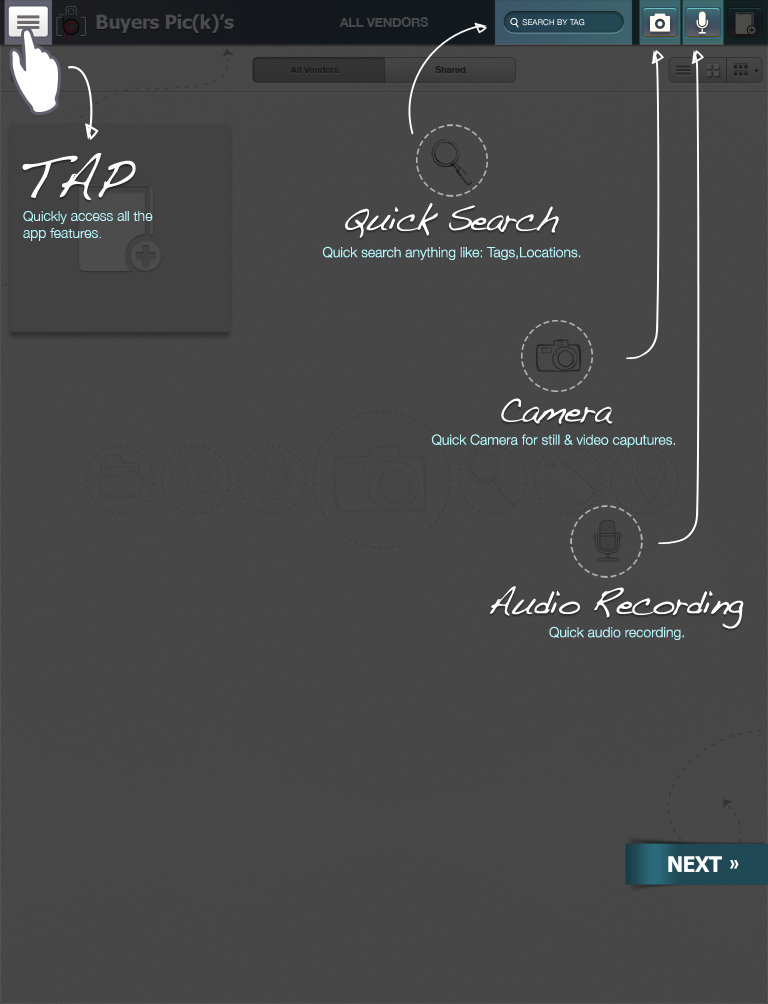 Buyers Pic(k)'s
ALL VENDORS
SEARCH BY TAG
All Vendors
Shared
TAP
Quickly access all the
app features.
Quick Search
Quick search anything like: Tags,Locations.
Camera
Quick Camera for still & video caputures.
Audio Recording
Quick audio recording.
NEXT »